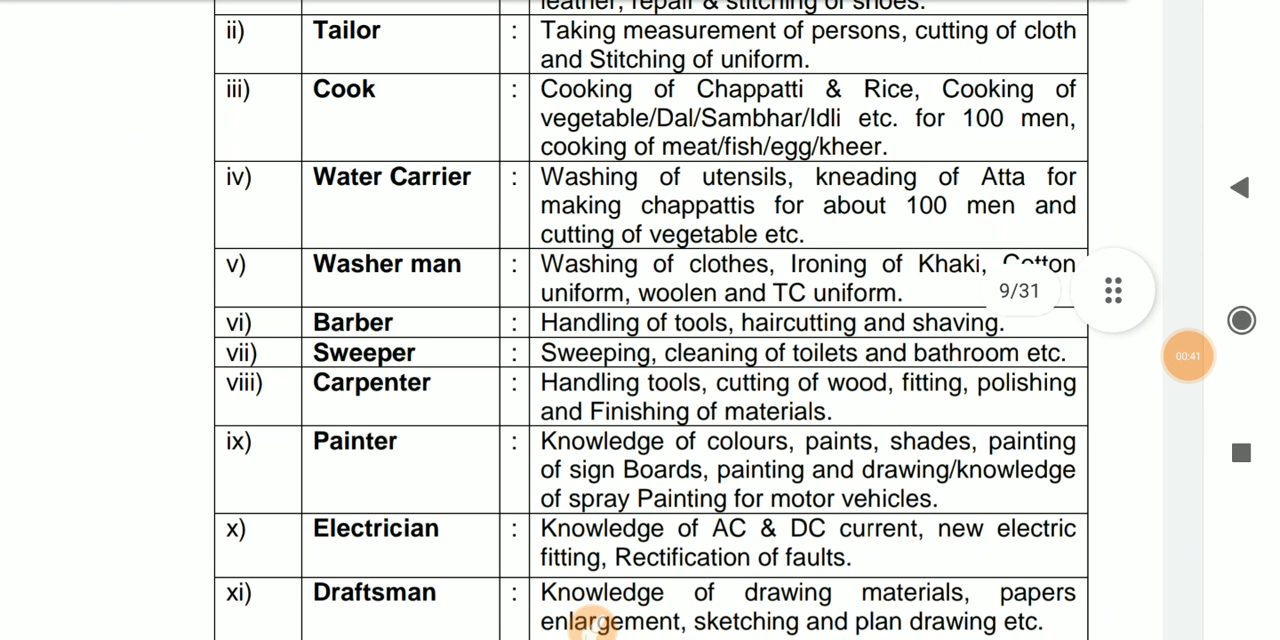 leather, repair & stitching of shoes.
ii) Tailor : Taking measurement of persons, cutting of cloth
and Stitching of uniform.
iii) Cook : Cooking of Chappatti & Rice, Cooking of
vegetable/Dal/Sambhar/Idli etc. for 100 men,
cooking of meat/fish/egg/kheer.
iv) Water Carrier : Washing of utensils, kneading of Atta for
making chappattis for about 100 men and
cutting of vegetable etc.
v) Washer man : Washing of clothes, Ironing of Khaki, Cotton
uniform, woolen and TC uniform.
9/31
vi) Barber : Handling of tools, haircutting and shaving.
vii) Sweeper : Sweeping, cleaning of toilets and bathroom etc.
00:41
viii) Carpenter : Handling tools, cutting of wood, fitting, polishing
and Finishing of materials.
ix) Painter : Knowledge of colours, paints, shades, painting
of sign Boards, painting and drawing/knowledge
of spray Painting for motor vehicles.
x) Electrician : Knowledge of AC & DC current, new electric
fitting, Rectification of faults.
xi) Draftsman : Knowledge of drawing materials, papers
enlargement, sketching and plan drawing etc.